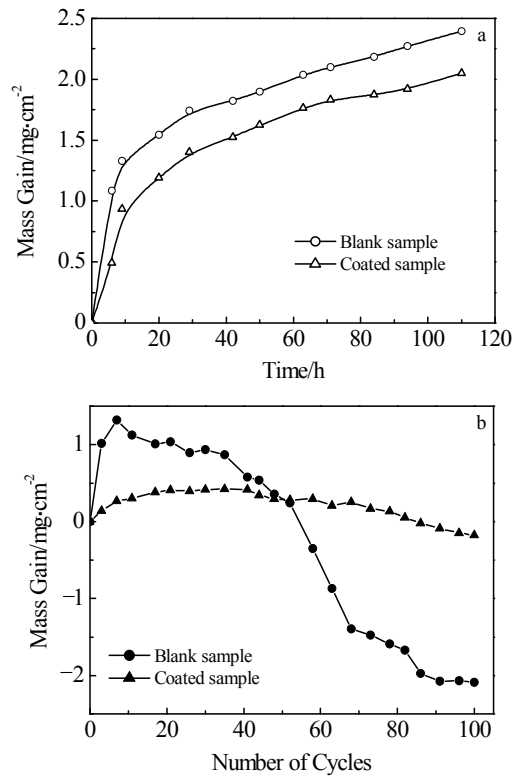 a
2.5
2.0
1.5
1.0
0.5
0
Mass Gain/mg·cm⁻²
Blank sample
Coated sample
0 20 40 60 80 100 120
Time/h
b
1
0
−1
−2
Mass Gain/mg·cm⁻²
Blank sample
Coated sample
0 20 40 60 80 100
Number of Cycles